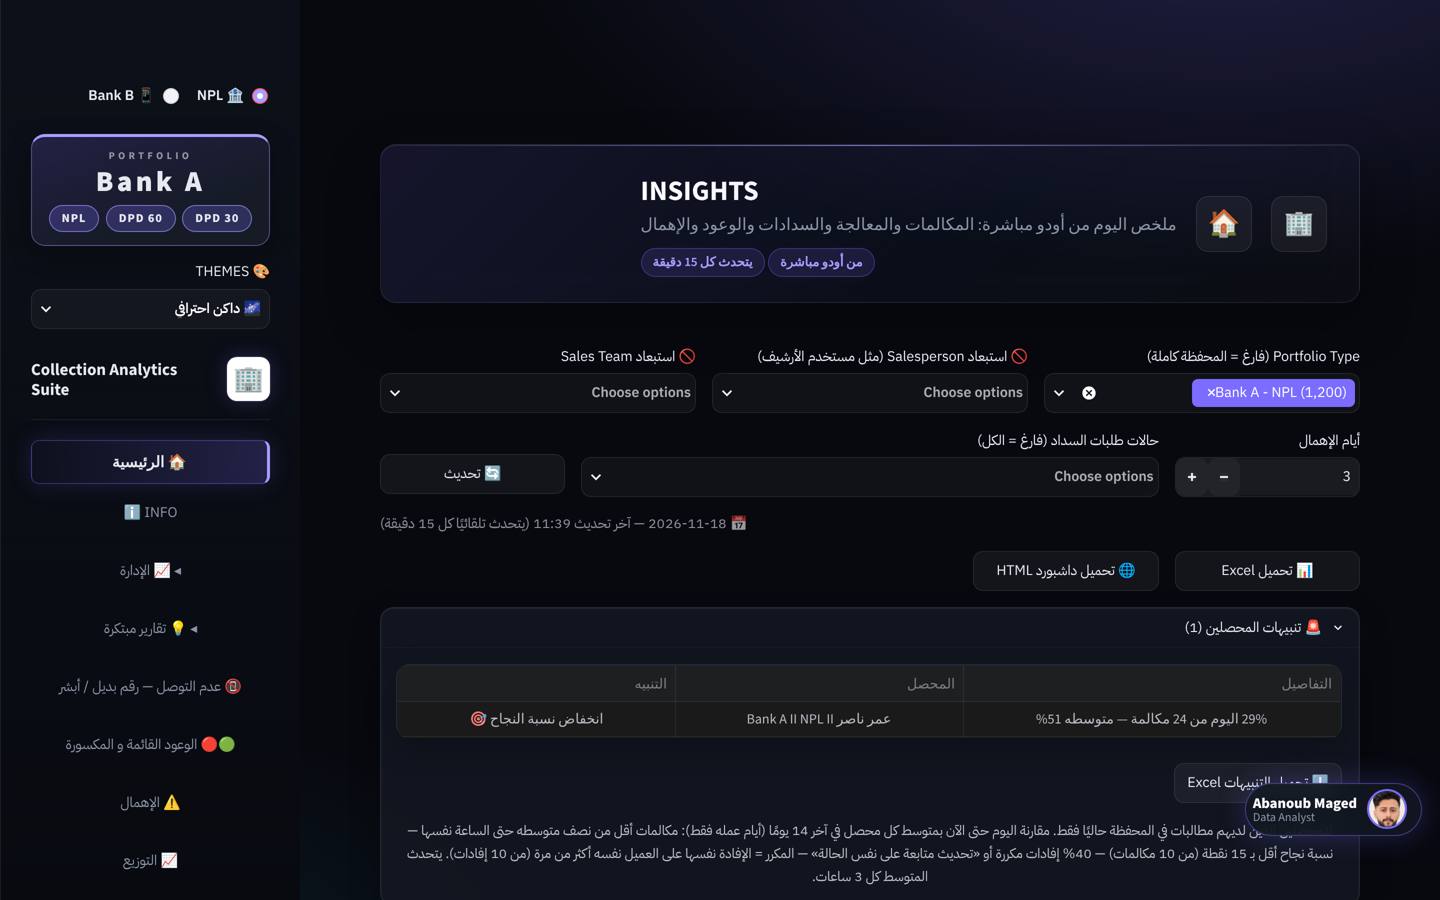 NPL
Bank B
PORTFOLIO
Bank A
NPL
DPD 60
DPD 30
THEMES
داكن احترافي
Collection Analytics
Suite
الرئيسية
INFO
الإدارة
تقارير مبتكرة
عدم التوصل — رقم بديل / أبشر
الوعود القائمة و المكسورة
الإهمال
التوزيع
INSIGHTS
ملخص اليوم من أودو مباشرة: المكالمات والمعالجة والسدادات والوعود والإهمال
من أودو مباشرة
يتحدث كل 15 دقيقة
Portfolio Type (فارغ = المحفظة كاملة)
استبعاد Salesperson (مثل مستخدم الأرشيف)
استبعاد Sales Team
Bank A - NPL (1,200)×
Choose options
Choose options
أيام الإهمال
حالات طلبات السداد (فارغ = الكل)
3
− +
Choose options
تحديث
2026-11-18 — آخر تحديث 11:39 (يتحدث تلقائيًا كل 15 دقيقة)
تحميل Excel
تحميل داشبورد HTML
تنبيهات المحصلين (1)
التفاصيل
المحصل
التنبيه
29% اليوم من 24 مكالمة — متوسطه 51%
عمر ناصر Bank A II NPL II
انخفاض نسبة النجاح
تحميل التنبيهات Excel
لديهم مطالبات في المحفظة حاليًا فقط. مقارنة اليوم حتى الآن بمتوسط كل محصل في آخر 14 يومًا (أيام عمله فقط): مكالمات أقل من نصف متوسطه حتى الساعة نفسها —
نسبة نجاح أقل بـ 15 نقطة (من 10 مكالمات) — 40% إفادات مكررة أو «تحديث متابعة على نفس الحالة» — المكرر = الإفادة نفسها على العميل نفسه أكثر من مرة (من 10 إفادات). يتحدث
المتوسط كل 3 ساعات.
Abanoub Maged
Data Analyst